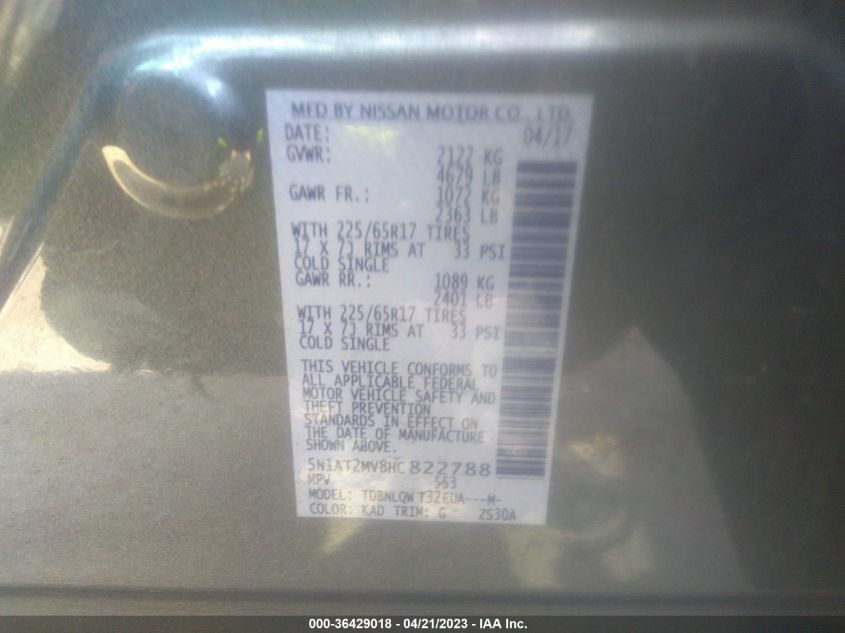 MFD BY NISSAN MOTOR CO., LTD.
DATE: 04/17
GVWR: 2122 KG
4679 LB
GAWR FR.: 1072 KG
2363 LB
WITH 225/65R17 TIRES
17 X 7J RIMS AT 33 PSI
COLD SINGLE
GAWR RR.: 1089 KG
2401 LB
WITH 225/65R17 TIRES
17 X 7J RIMS AT 33 PSI
COLD SINGLE
THIS VEHICLE CONFORMS TO
ALL APPLICABLE FEDERAL
MOTOR VEHICLE SAFETY AND
THEFT PREVENTION
STANDARDS IN EFFECT ON
THE DATE OF MANUFACTURE
SHOWN ABOVE.
5N1AT2MV8HC822788
MPV 563
MODEL: TDBNLQW T32EUA---M-
COLOR: KAD TRIM: G 2S30A
000-36429018 - 04/21/2023 - IAA Inc.